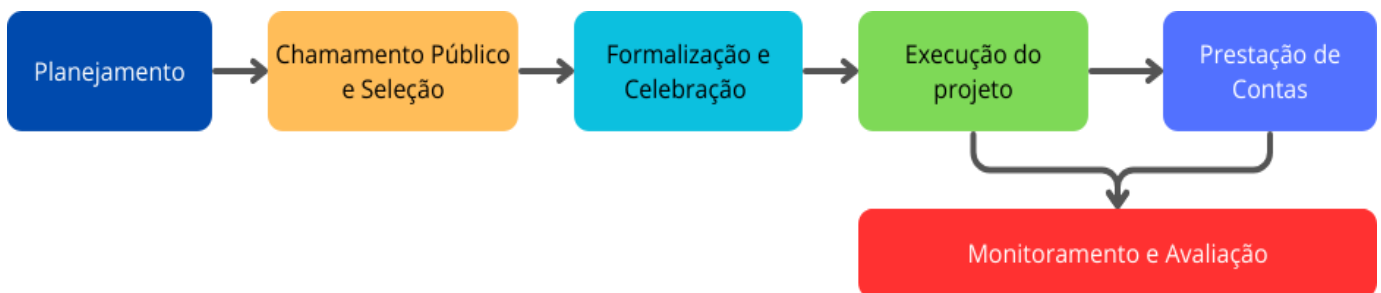 Planejamento
Chamamento Público
e Seleção
Formalização e
Celebração
Execução do
projeto
Prestação de
Contas
Monitoramento e Avaliação